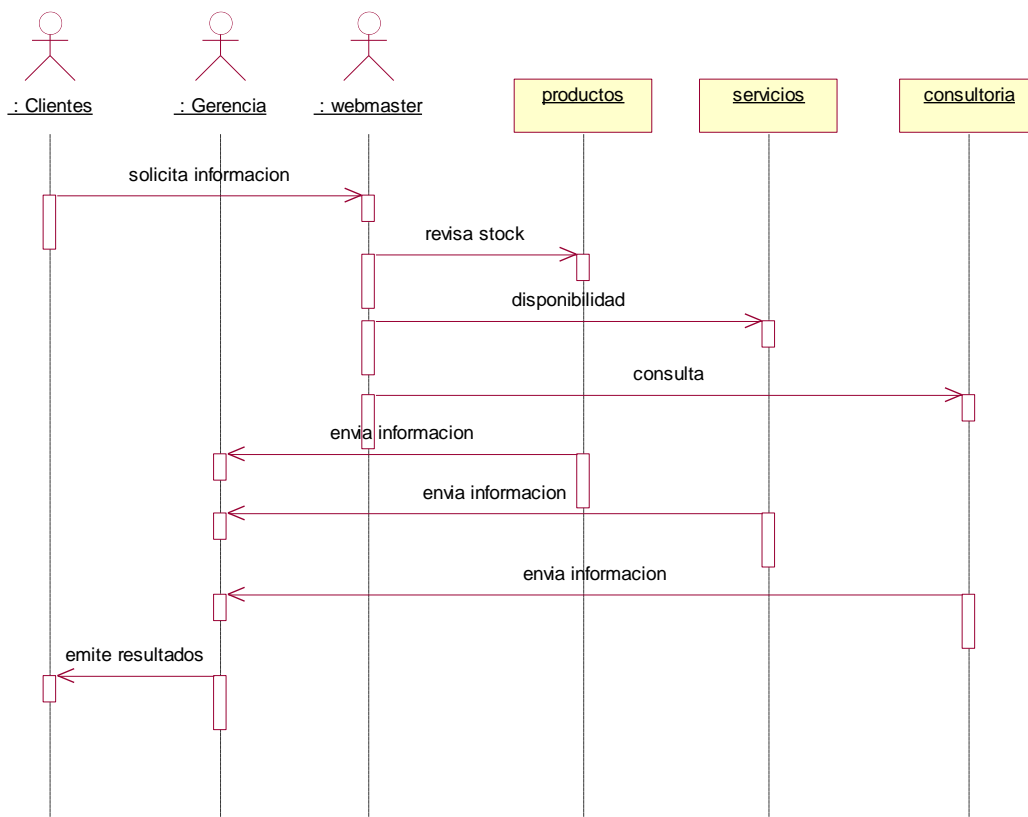 : Clientes
: Gerencia
: webmaster
productos
servicios
consultoria
solicita informacion
revisa stock
disponibilidad
consulta
envia informacion
envia informacion
envia informacion
emite resultados